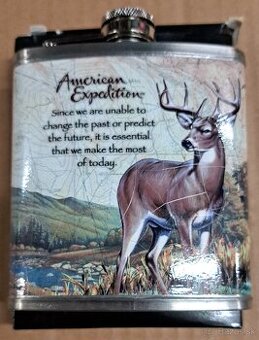 American
Expedition
Since we are unable to
change the past or predict
the future, it is essential
that we make the most
of today.